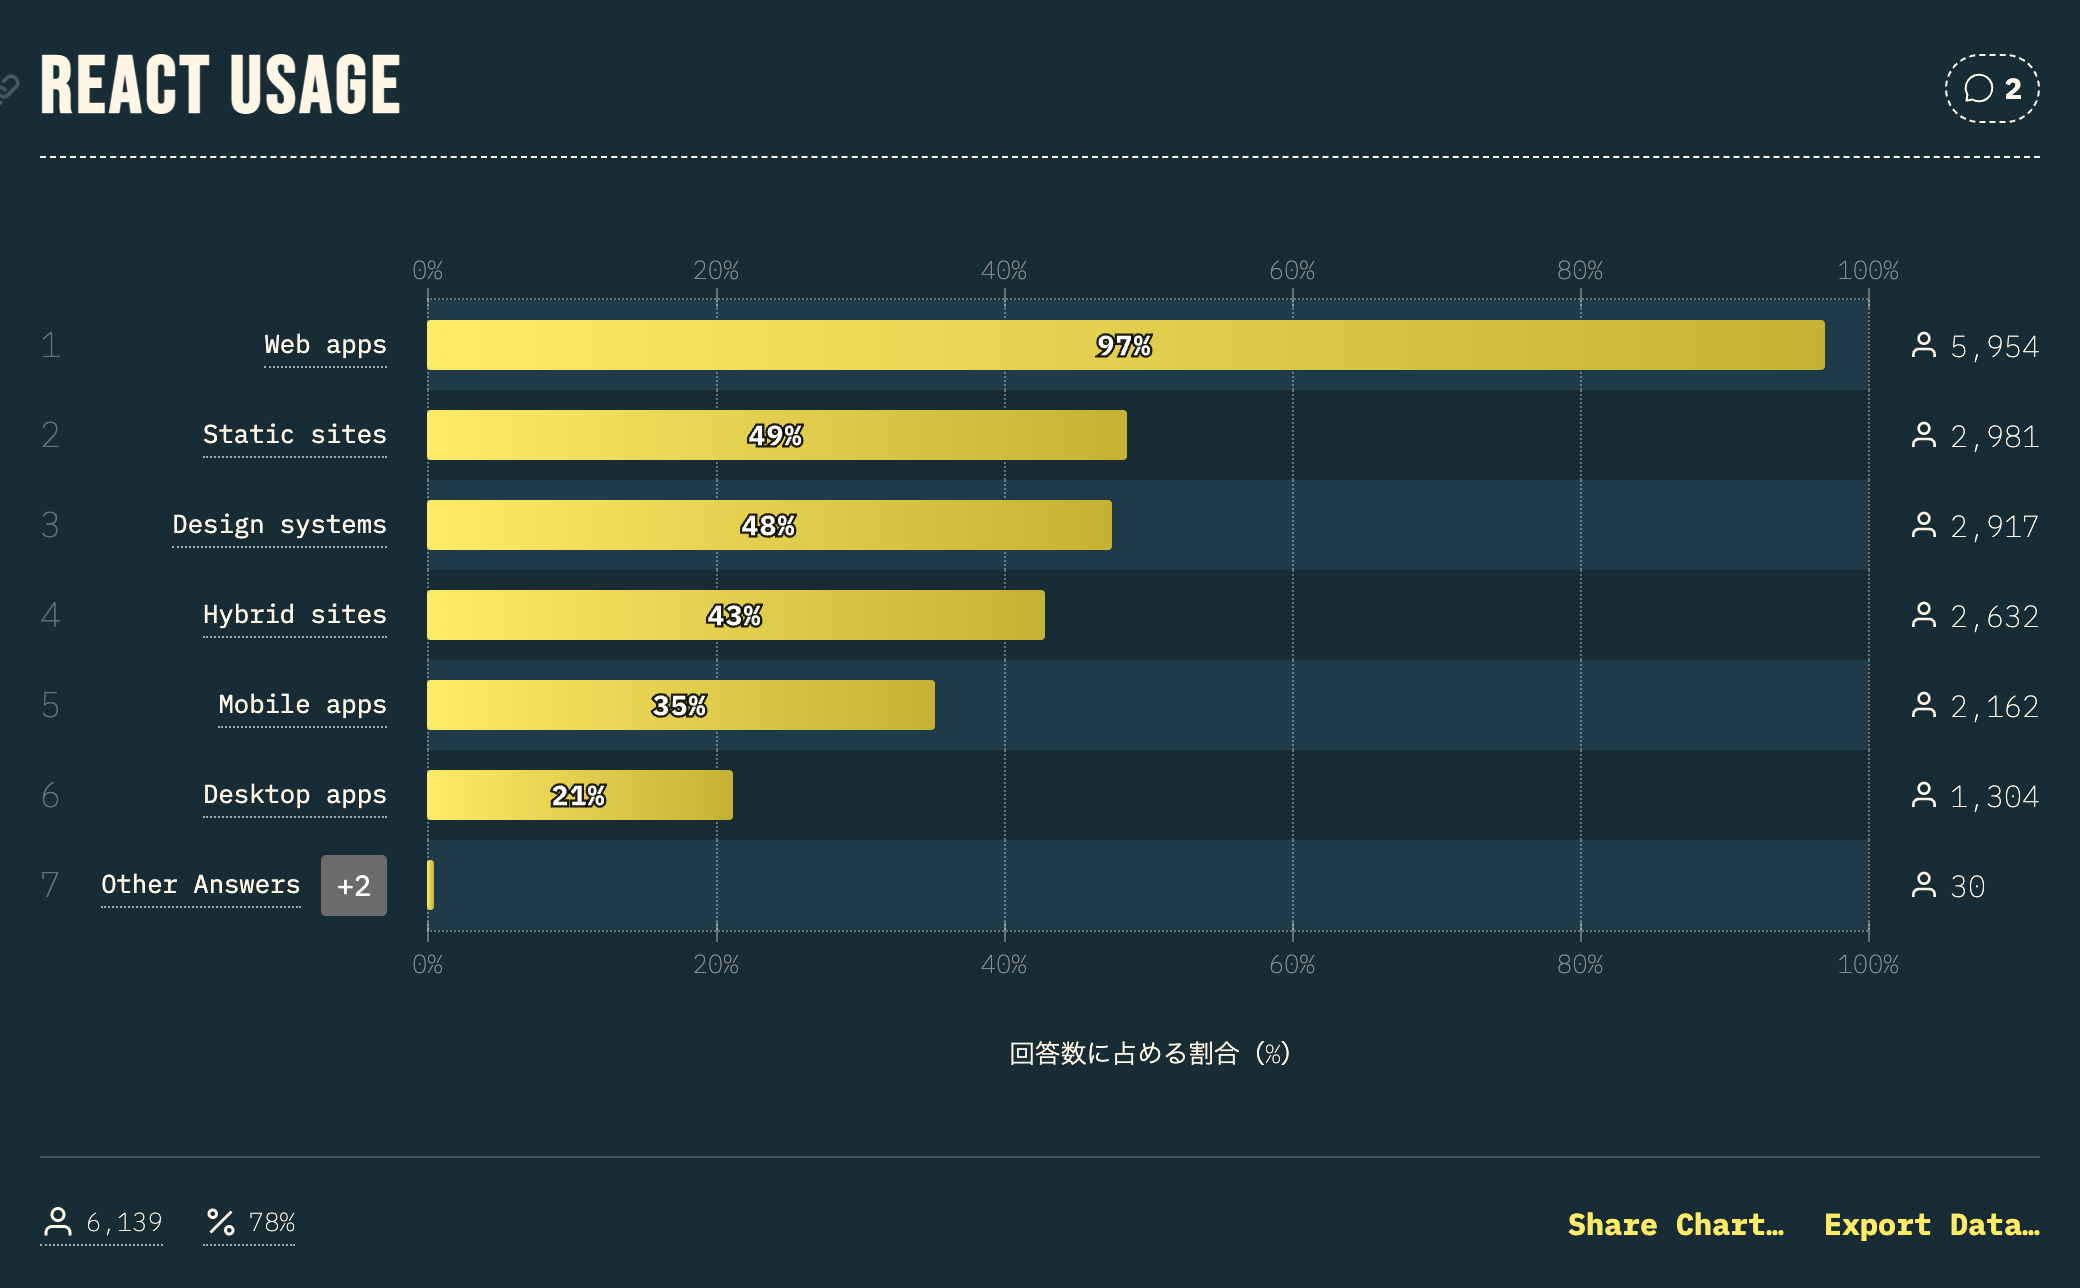 REACT USAGE
2
0% 20% 40% 60% 80% 100%
1 Web apps 97% 5,954
2 Static sites 49% 2,981
3 Design systems 48% 2,917
4 Hybrid sites 43% 2,632
5 Mobile apps 35% 2,162
6 Desktop apps 21% 1,304
7 Other Answers +2 30
0% 20% 40% 60% 80% 100%
回答数に占める割合 (%)
6,139 % 78% Share Chart… Export Data…